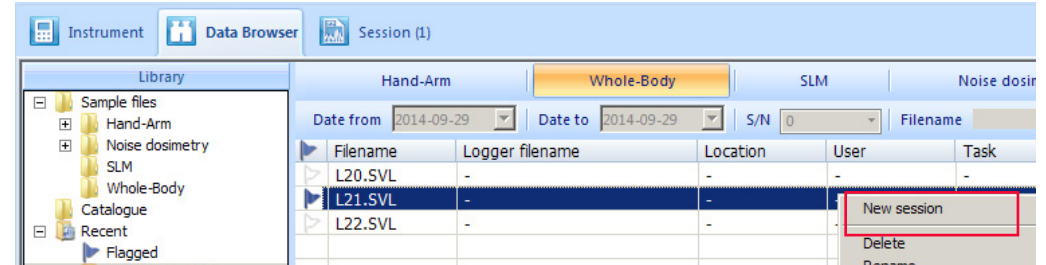 Instrument Data Browser Session (1)
Library Hand-Arm Whole-Body SLM Noise dosin
Sample files
Hand-Arm
Noise dosimetry
SLM
Whole-Body
Catalogue
Recent
Flagged
Date from 2014-09-29 Date to 2014-09-29 S/N 0 Filename
Filename Logger filename Location User Task
L20.SVL - - - -
L21.SVL - - -
L22.SVL - - -
New session
Delete
Rename